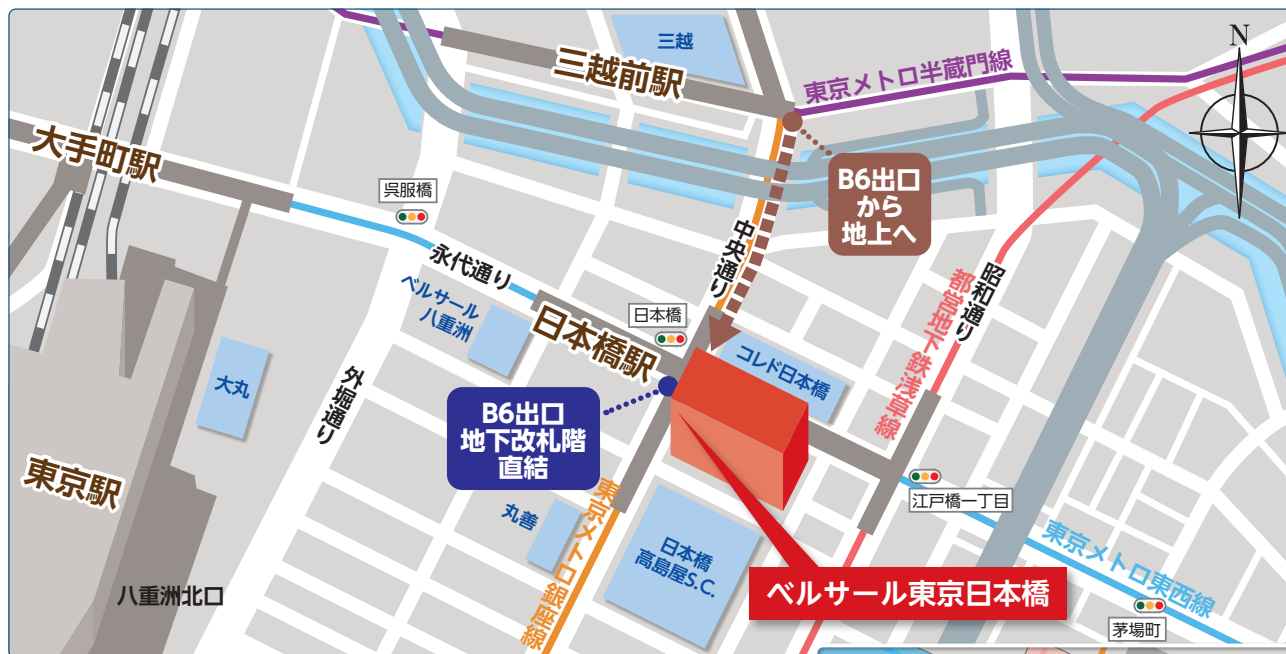 三越
N
三越前駅
東京メトロ半蔵門線
大手町駅
呉服橋
B6出口
から
地上へ
中央通り
昭和通り
都営地下鉄浅草線
永代通り
ベルサール
八重洲
日本橋駅
日本橋
コレド日本橋
大丸
外堀通り
B6出口
地下改札階
直結
東京駅
丸善
東京メトロ銀座線
日本橋
高島屋S.C.
江戸橋一丁目
東京メトロ東西線
ベルサール東京日本橋
八重洲北口
茅場町